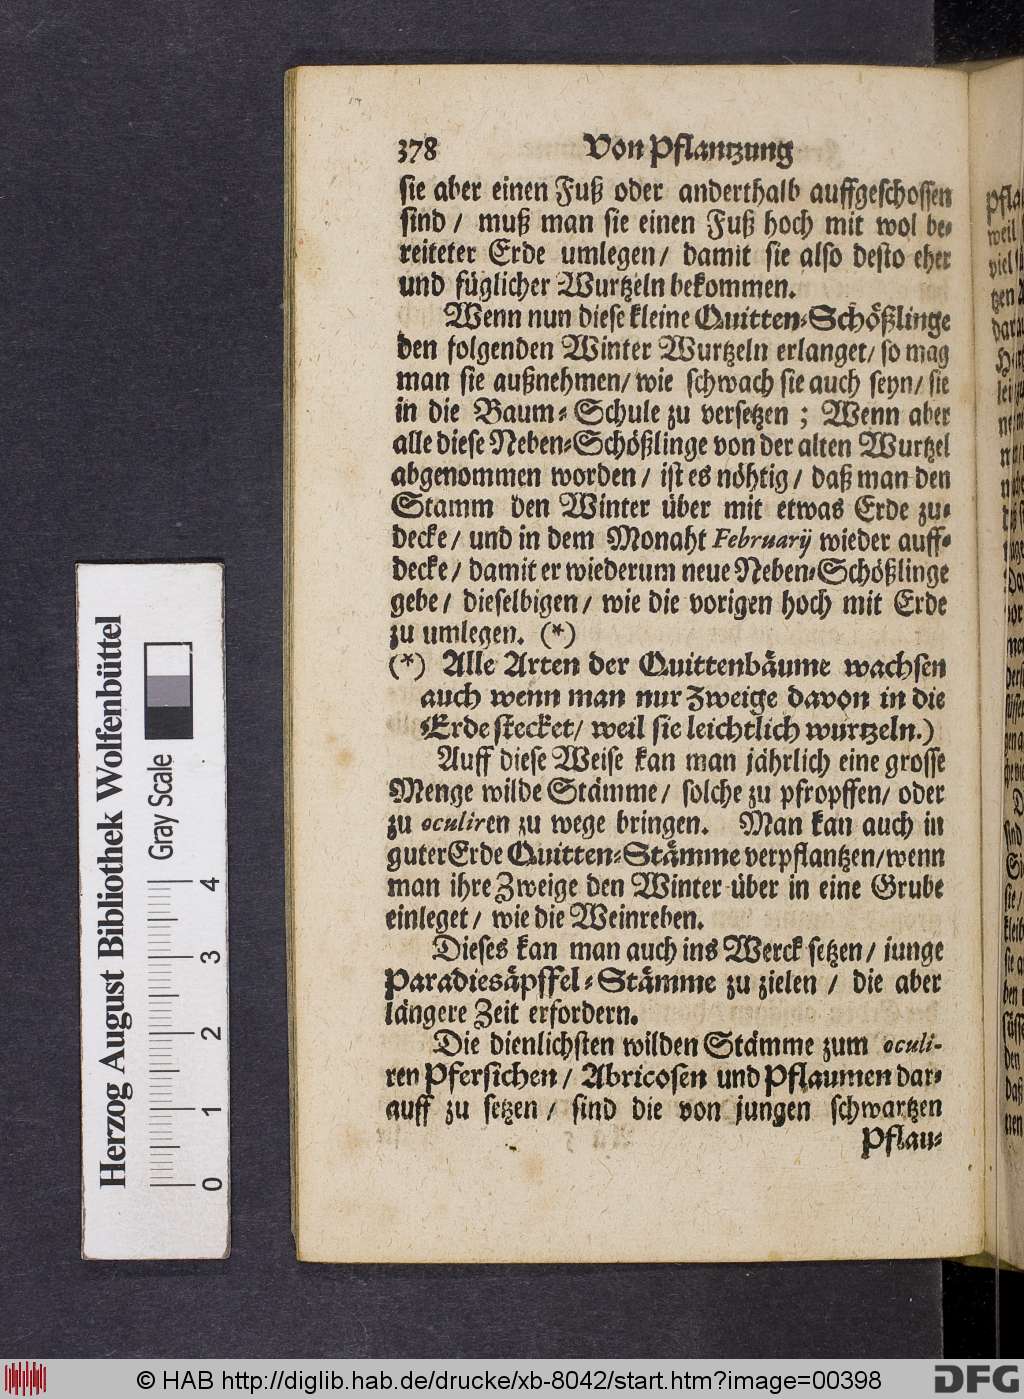 378 Von Pflantzung
sie aber einen Fuß oder anderthalb auffgeschossen
sind / muß man sie einen Fuß hoch mit wol be-
reiteter Erde umlegen / damit sie also desto eher
und füglicher Wurtzeln bekommen.
Wenn nun diese kleine Quitten-Schößlinge
den folgenden Winter Wurtzeln erlanget / so mag
man sie außnehmen / wie schwach sie auch seyn / sie
in die Baum-Schule zu versetzen ; Wenn aber
alle diese Neben-Schößlinge von der alten Wurtzel
abgenommen worden / ist es nöhtig / daß man den
Stamm den Winter über mit etwas Erde zu-
decke / und in dem Monaht Februarij wieder auff-
decke / damit er wiederum neue Neben-Schößlinge
gebe / dieselbigen / wie die vorigen hoch mit Erde
zu umlegen. (*)
(*) Alle Arten der Quittenbäume wachsen
auch wenn man nur Zweige davon in die
Erde stecket / weil sie leichtlich wurtzeln.)
Auff diese Weise kan man jährlich eine grosse
Menge wilde Stämme / solche zu pfropffen / oder
zu oculiren zu wege bringen. Man kan auch in
guter Erde Quitten-Stämme verpflantzen / wenn
man ihre Zweige den Winter über in eine Grube
einleget / wie die Weinreben.
Dieses kan man auch ins Werck setzen / junge
Paradiesäpffel-Stämme zu zielen / die aber
längere Zeit erfordern.
Die dienlichsten wilden Stämme zum oculi-
ren Pfersichen / Abricosen und Pflaumen dar-
auff zu setzen / sind die von jungen schwartzen
Pflau-
Herzog August Bibliothek Wolfenbüttel
Gray Scale
0 1 2 3 4
© HAB http://diglib.hab.de/drucke/xb-8042/start.htm?image=00398
DFG